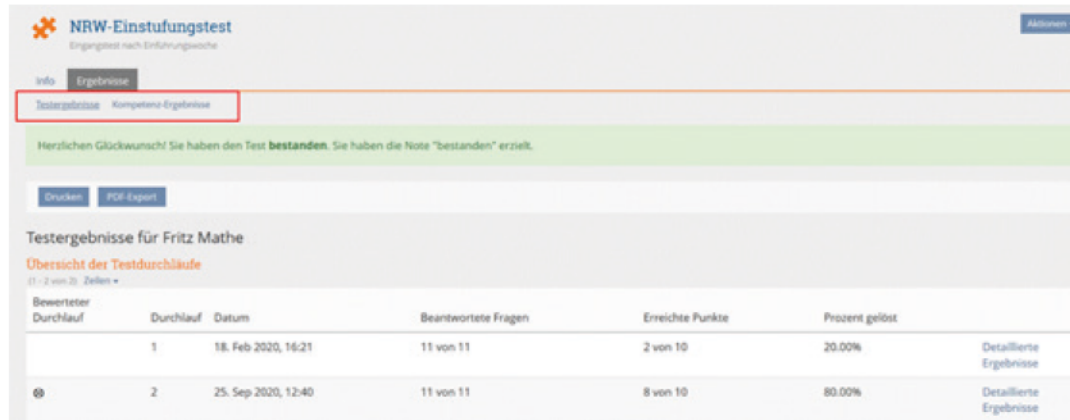 NRW-Einstufungstest
Aktionen
Eingangstest nach Einführungswoche
Info Ergebnisse
Testergebnisse Kompetenz-Ergebnisse
Herzlichen Glückwunsch! Sie haben den Test bestanden. Sie haben die Note "bestanden" erzielt.
Drucken PDF-Export
Testergebnisse für Fritz Mathe
Übersicht der Testdurchläufe
(1 - 2 von 2) Zeilen
Bewerteter
Durchlauf Durchlauf Datum Beantwortete Fragen Erreichte Punkte Prozent gelöst
1 18. Feb 2020, 16:21 11 von 11 2 von 10 20.00% Detaillierte
Ergebnisse
2 25. Sep 2020, 12:40 11 von 11 8 von 10 80.00% Detaillierte
Ergebnisse